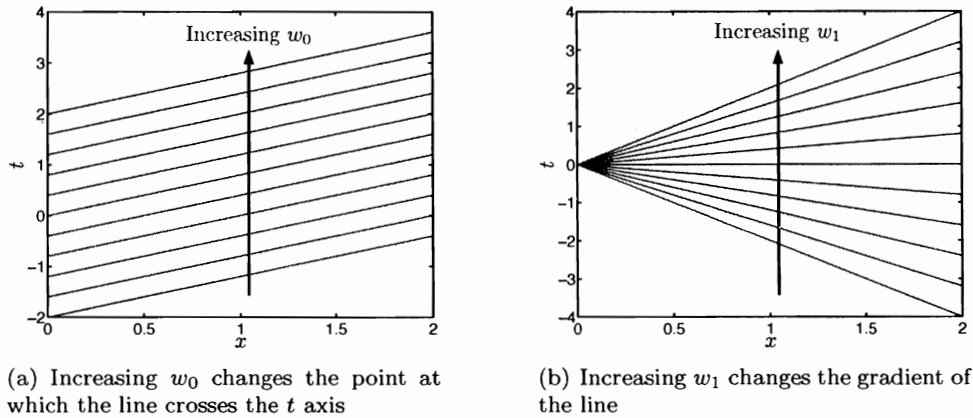 4
3
2
1
0
-1
-2
t
Increasing w₀
0
0.5
1
1.5
2
x
(a) Increasing w₀ changes the point at
which the line crosses the t axis
4
3
2
1
0
-1
-2
-3
-4
t
Increasing w₁
0
0.5
1
1.5
2
x
(b) Increasing w₁ changes the gradient of
the line